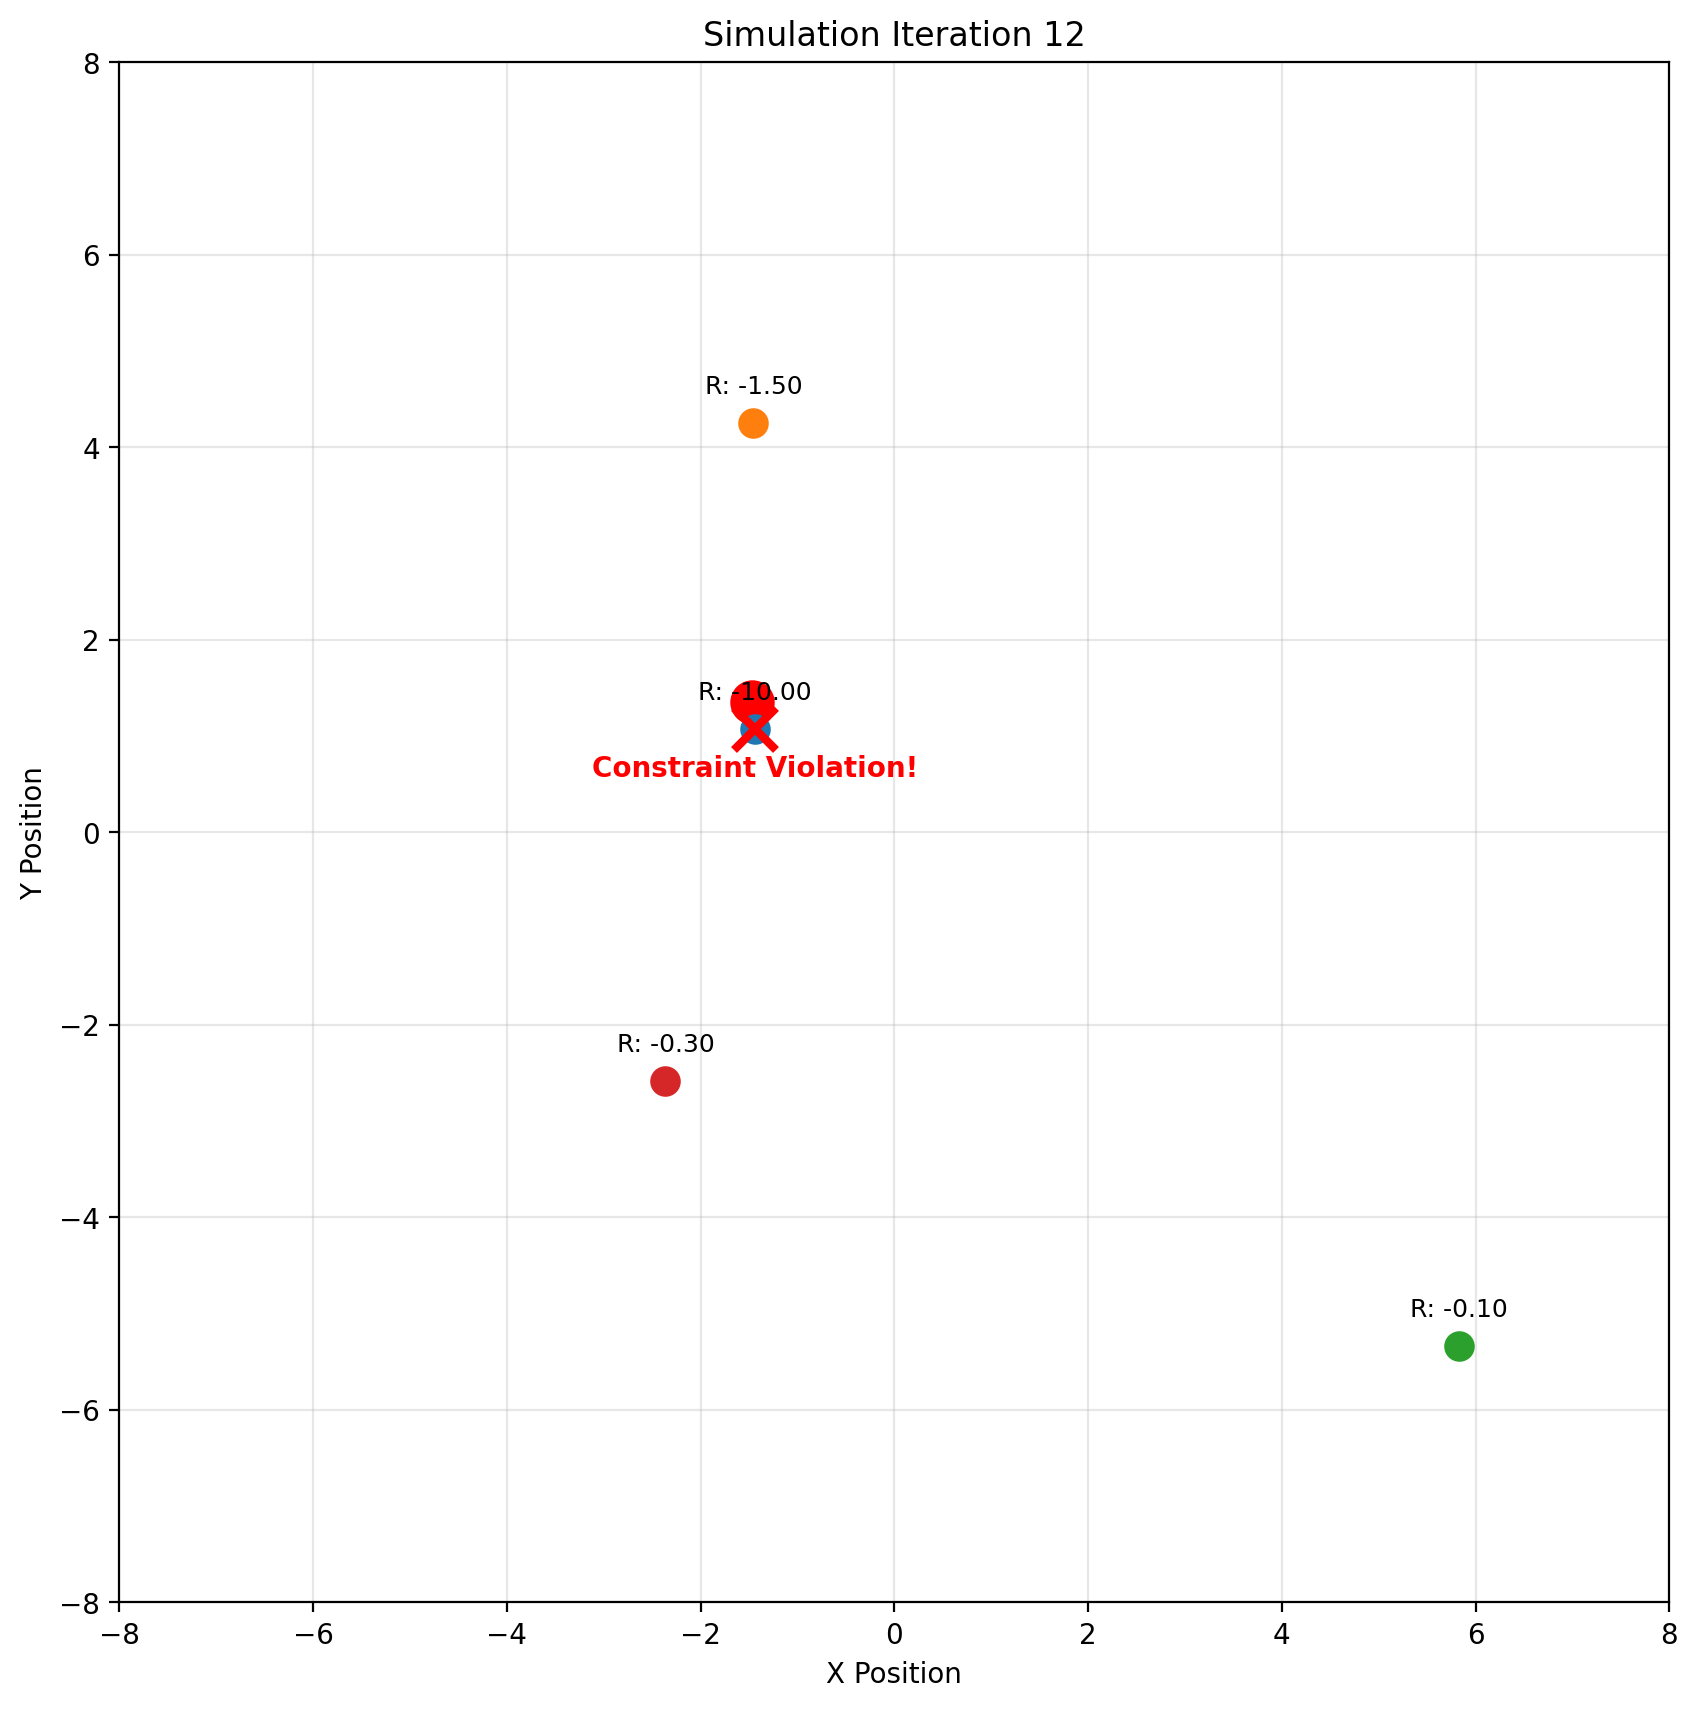 Simulation Iteration 12
8
6
4
2
0
−2
−4
−6
−8
Y Position
R: -1.50
R: -10.00
Constraint Violation!
R: -0.30
R: -0.10
−8 −6 −4 −2 0 2 4 6 8
X Position